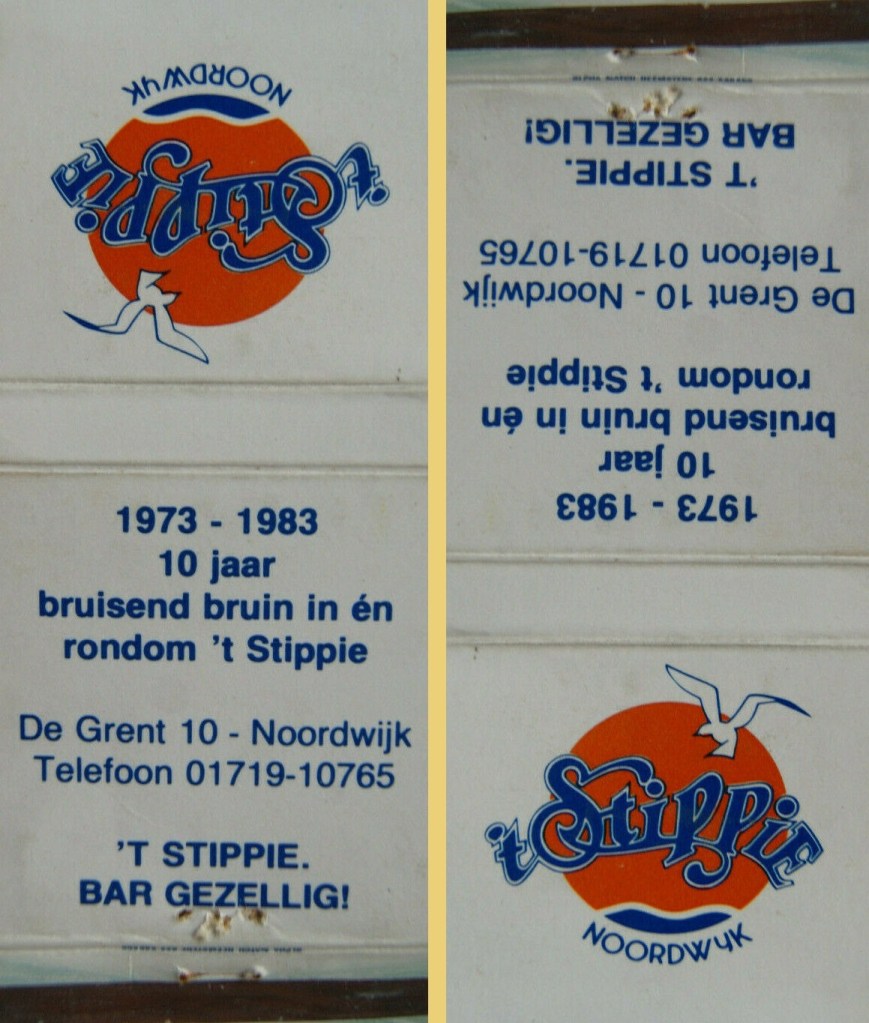 NOORDWYK
't Stippie
1973 - 1983
10 jaar
bruisend bruin in én
rondom 't Stippie
De Grent 10 - Noordwijk
Telefoon 01719-10765
'T STIPPIE.
BAR GEZELLIG!
BAR GEZELLIG!
'T STIPPIE.
Telefoon 01719-10765
De Grent 10 - Noordwijk
rondom 't Stippie
bruisend bruin in én
10 jaar
1973 - 1983
't Stippie
NOORDWYK